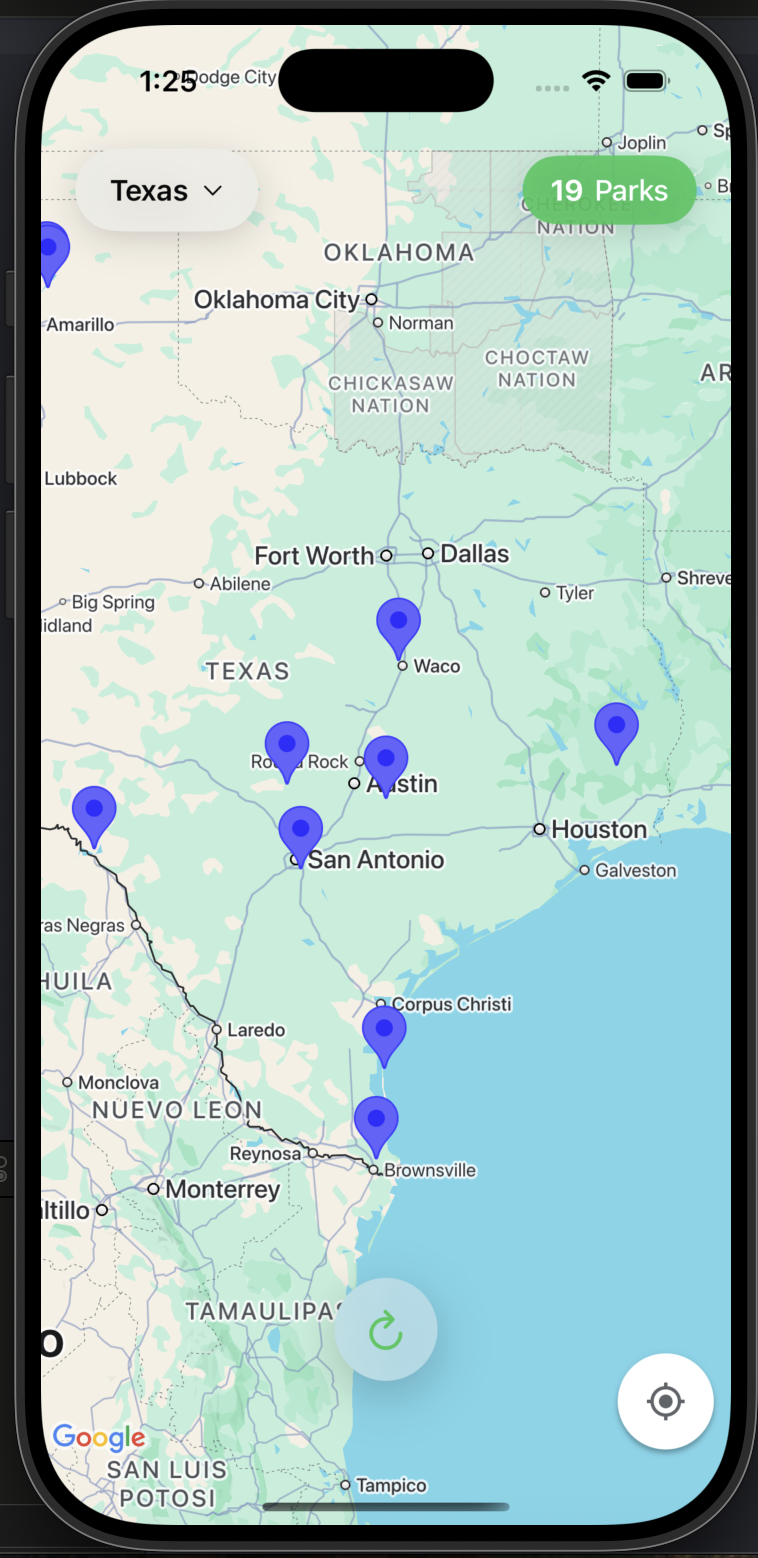 1:25
Dodge City
Joplin
Sp
Texas
19 Parks
Br
CHEROKEE
NATION
OKLAHOMA
Oklahoma City
Norman
Amarillo
CHOCTAW
NATION
AR
CHICKASAW
NATION
Lubbock
Fort Worth
Dallas
Abilene
Tyler
Shreve
Big Spring
idland
TEXAS
Waco
Round Rock
Austin
Houston
San Antonio
Galveston
ras Negras
HUILA
Corpus Christi
Laredo
Monclova
NUEVO LEON
Reynosa
Brownsville
Monterrey
ltillo
TAMAULIPAS
o
Google
SAN LUIS
POTOSI
Tampico